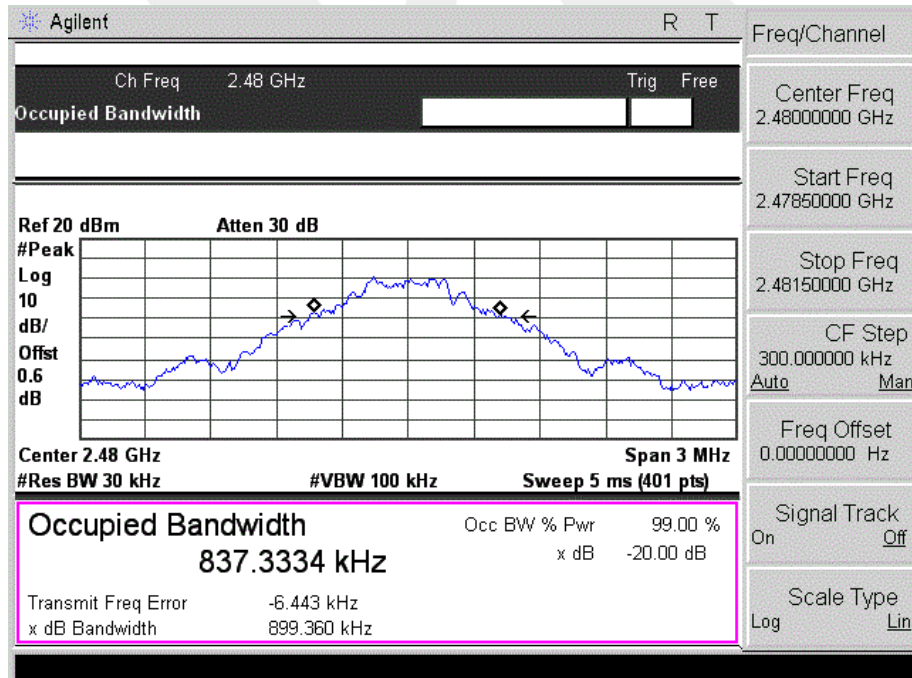 Agilent R T
Ch Freq 2.48 GHz Trig Free
Occupied Bandwidth
Ref 20 dBm Atten 30 dB
#Peak
Log
10
dB/
Offst
0.6
dB
Center 2.48 GHz Span 3 MHz
#Res BW 30 kHz #VBW 100 kHz Sweep 5 ms (401 pts)
Occupied Bandwidth Occ BW % Pwr 99.00 %
837.3334 kHz x dB -20.00 dB
Transmit Freq Error -6.443 kHz
x dB Bandwidth 899.360 kHz
Freq/Channel
Center Freq
2.48000000 GHz
Start Freq
2.47850000 GHz
Stop Freq
2.48150000 GHz
CF Step
300.000000 kHz
Auto Man
Freq Offset
0.00000000 Hz
Signal Track
On Off
Scale Type
Log Lin